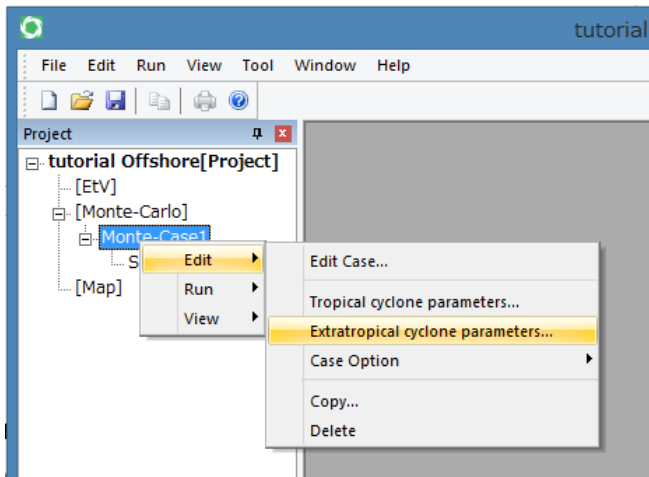 tutorial
File Edit Run View Tool Window Help
Project
tutorial Offshore[Project]
[EtV]
[Monte-Carlo]
Monte-Case1
S
[Map]
Edit
Run
View
Edit Case...
Tropical cyclone parameters...
Extratropical cyclone parameters...
Case Option
Copy...
Delete